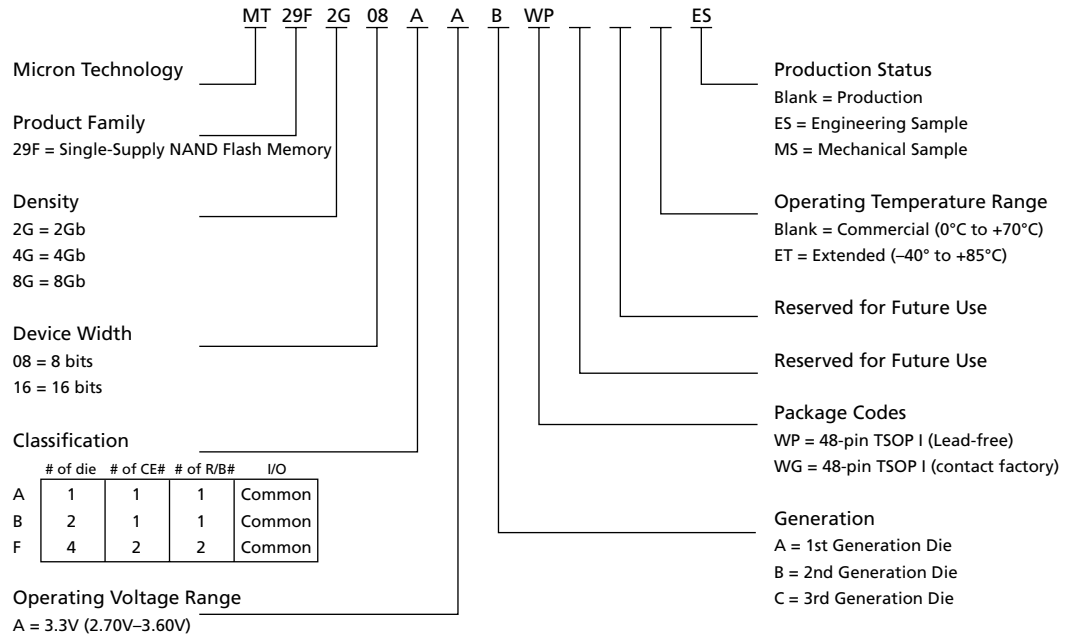 MT 29F 2G 08 A A B WP ES
Micron Technology
Product Family
29F = Single-Supply NAND Flash Memory
Density
2G = 2Gb
4G = 4Gb
8G = 8Gb
Device Width
08 = 8 bits
16 = 16 bits
Classification
# of die # of CE# # of R/B# I/O
A 1 1 1 Common
B 2 1 1 Common
F 4 2 2 Common
Operating Voltage Range
A = 3.3V (2.70V–3.60V)
Production Status
Blank = Production
ES = Engineering Sample
MS = Mechanical Sample
Operating Temperature Range
Blank = Commercial (0°C to +70°C)
ET = Extended (–40° to +85°C)
Reserved for Future Use
Reserved for Future Use
Package Codes
WP = 48-pin TSOP I (Lead-free)
WG = 48-pin TSOP I (contact factory)
Generation
A = 1st Generation Die
B = 2nd Generation Die
C = 3rd Generation Die